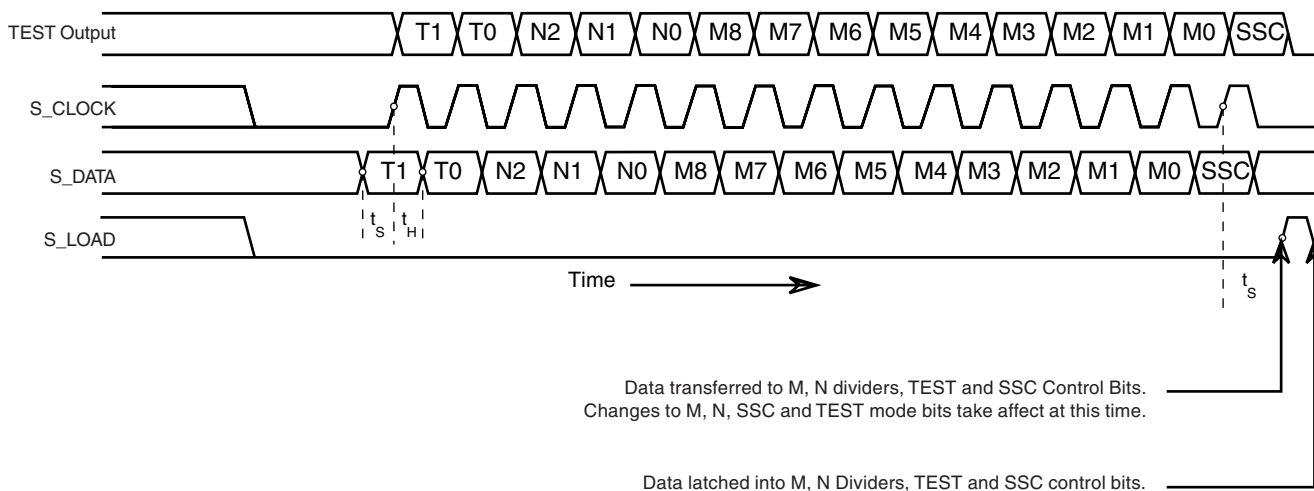 TEST Output T1 T0 N2 N1 N0 M8 M7 M6 M5 M4 M3 M2 M1 M0 SSC
S_CLOCK
S_DATA T1 T0 N2 N1 N0 M8 M7 M6 M5 M4 M3 M2 M1 M0 SSC
tS tH
S_LOAD
Time
tS
Data transferred to M, N dividers, TEST and SSC Control Bits.
Changes to M, N, SSC and TEST mode bits take affect at this time.
Data latched into M, N Dividers, TEST and SSC control bits.